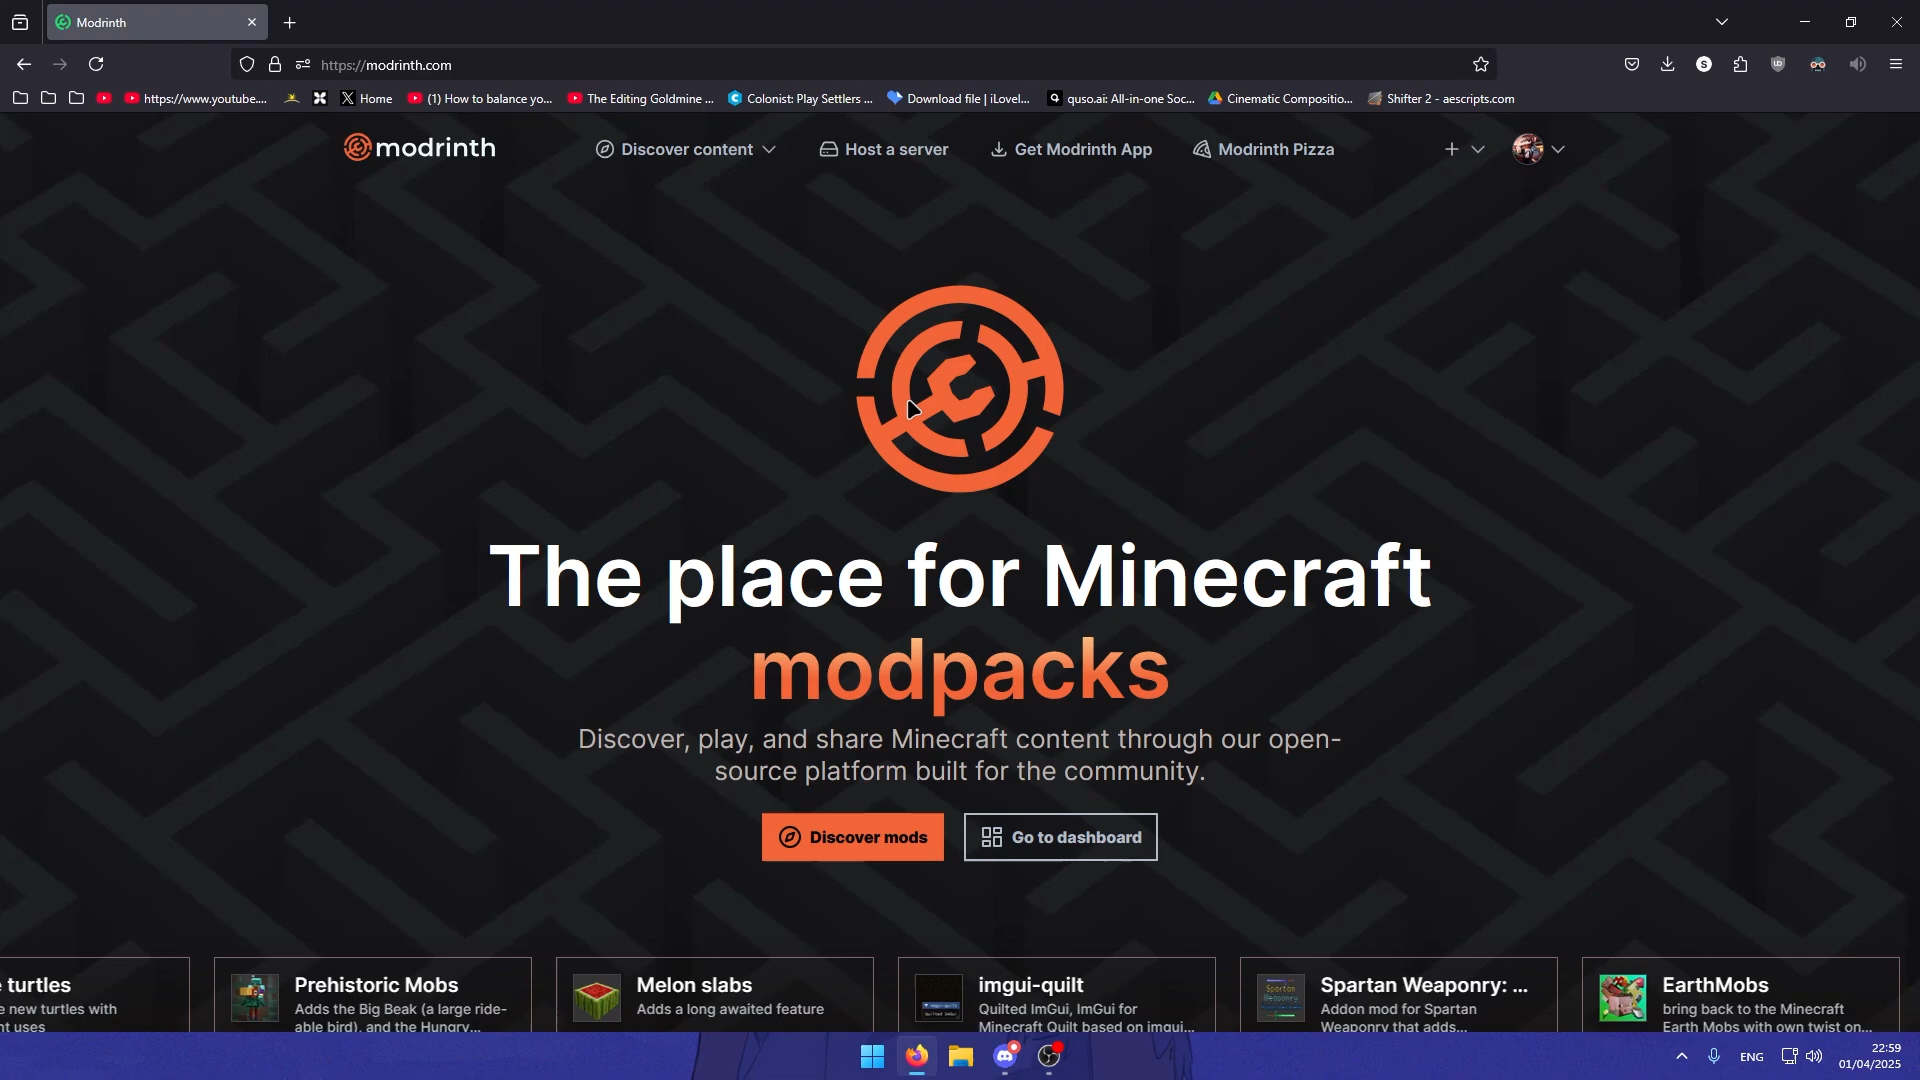 Modrinth
https://modrinth.com
https://www.youtube....
Home
(1) How to balance yo...
The Editing Goldmine ...
Colonist: Play Settlers ...
Download file | iLovel...
quso.ai: All-in-one Soc...
Cinematic Compositio...
Shifter 2 - aescripts.com
modrinth
Discover content
Host a server
Get Modrinth App
Modrinth Pizza
The place for Minecraft
modpacks
Discover, play, and share Minecraft content through our open-
source platform built for the community.
Discover mods
Go to dashboard
turtles
e new turtles with
nt uses
Prehistoric Mobs
Adds the Big Beak (a large ride-
able bird), and the Hungry...
Melon slabs
Adds a long awaited feature
imgui-quilt
Quilted ImGui, ImGui for
Minecraft Quilt based on imgui...
Spartan Weaponry: ...
Addon mod for Spartan
Weaponry that adds...
EarthMobs
bring back to the Minecraft
Earth Mobs with own twist on...
ENG
22:59
01/04/2025